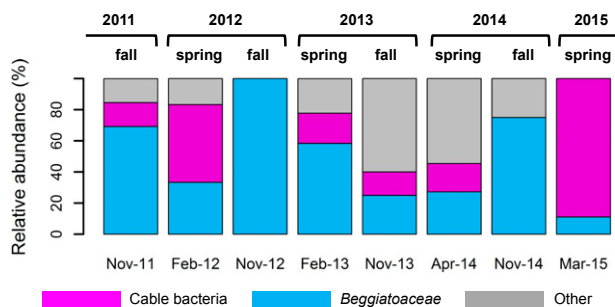 2011 2012 2013 2014 2015
fall spring fall spring fall spring fall spring
Relative abundance (%)
80
60
40
20
0
Nov-11 Feb-12 Nov-12 Feb-13 Nov-13 Apr-14 Nov-14 Mar-15
Cable bacteria Beggiatoaceae Other